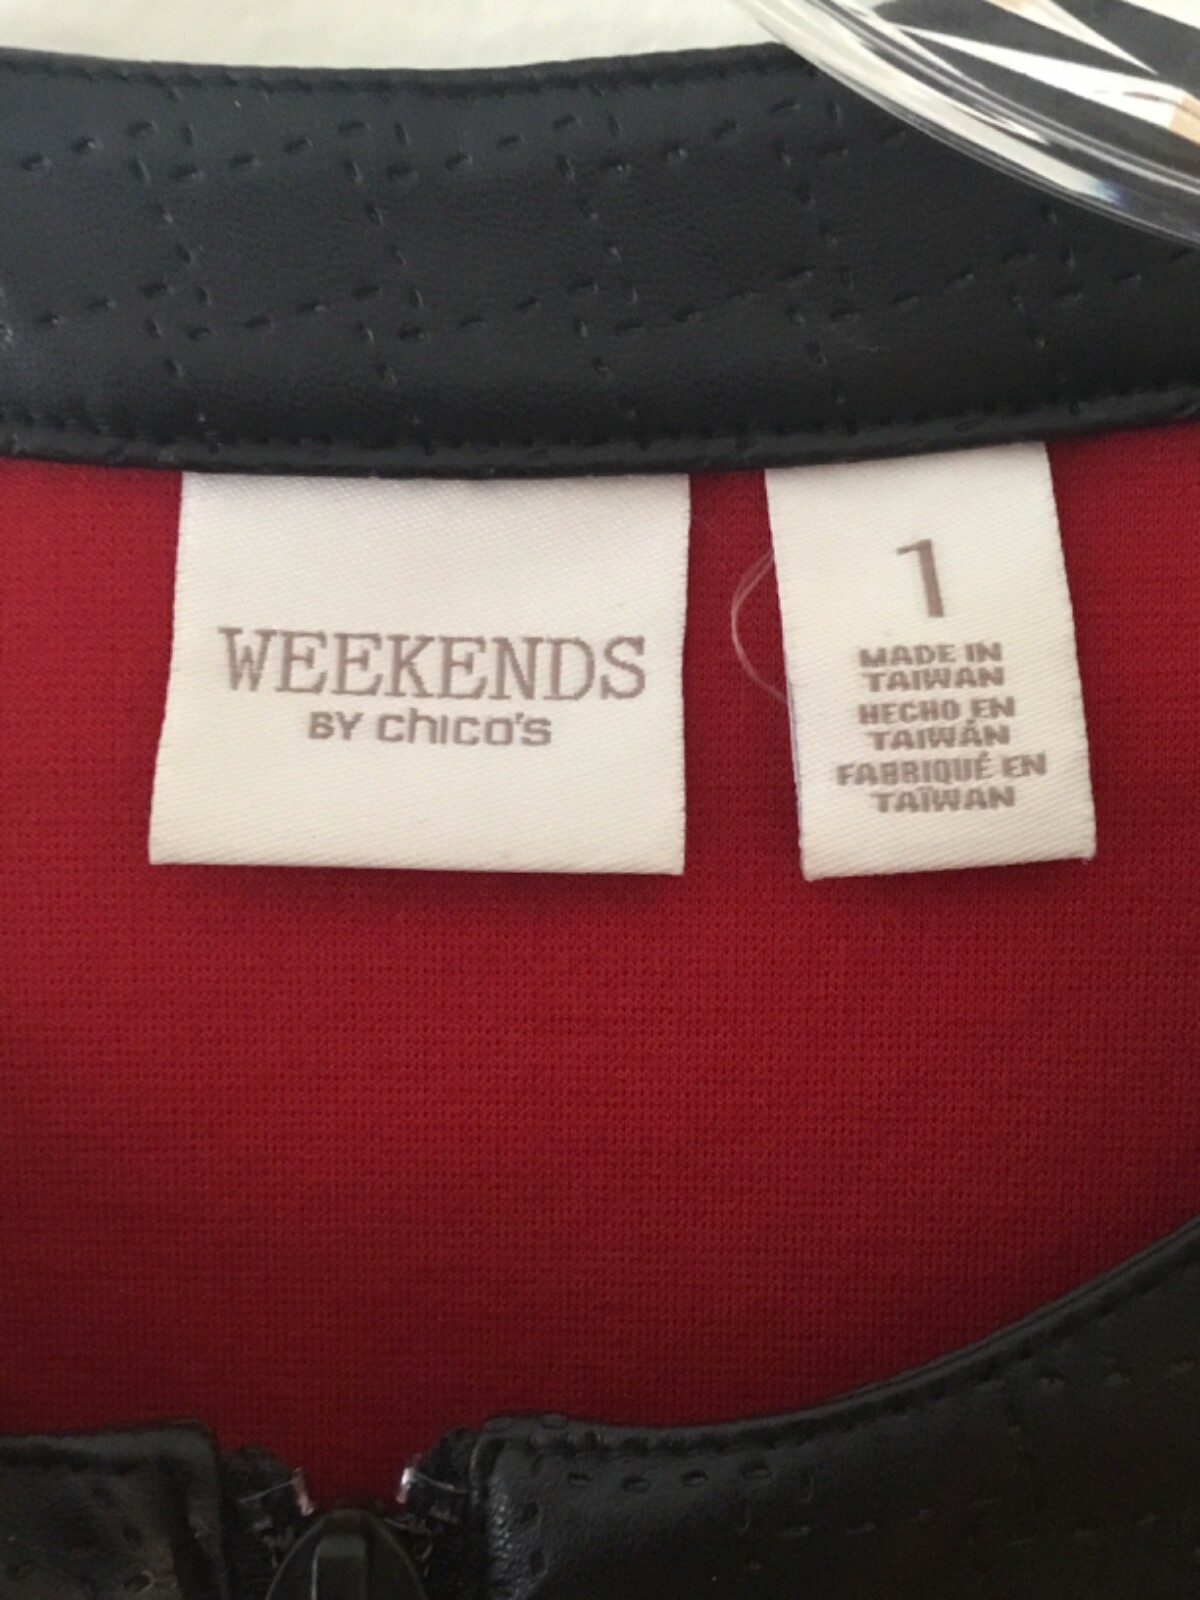 WEEKENDS
BY chico's
1
MADE IN
TAIWAN
HECHO EN
TAIWÁN
FABRIQUÉ EN
TAÏWAN